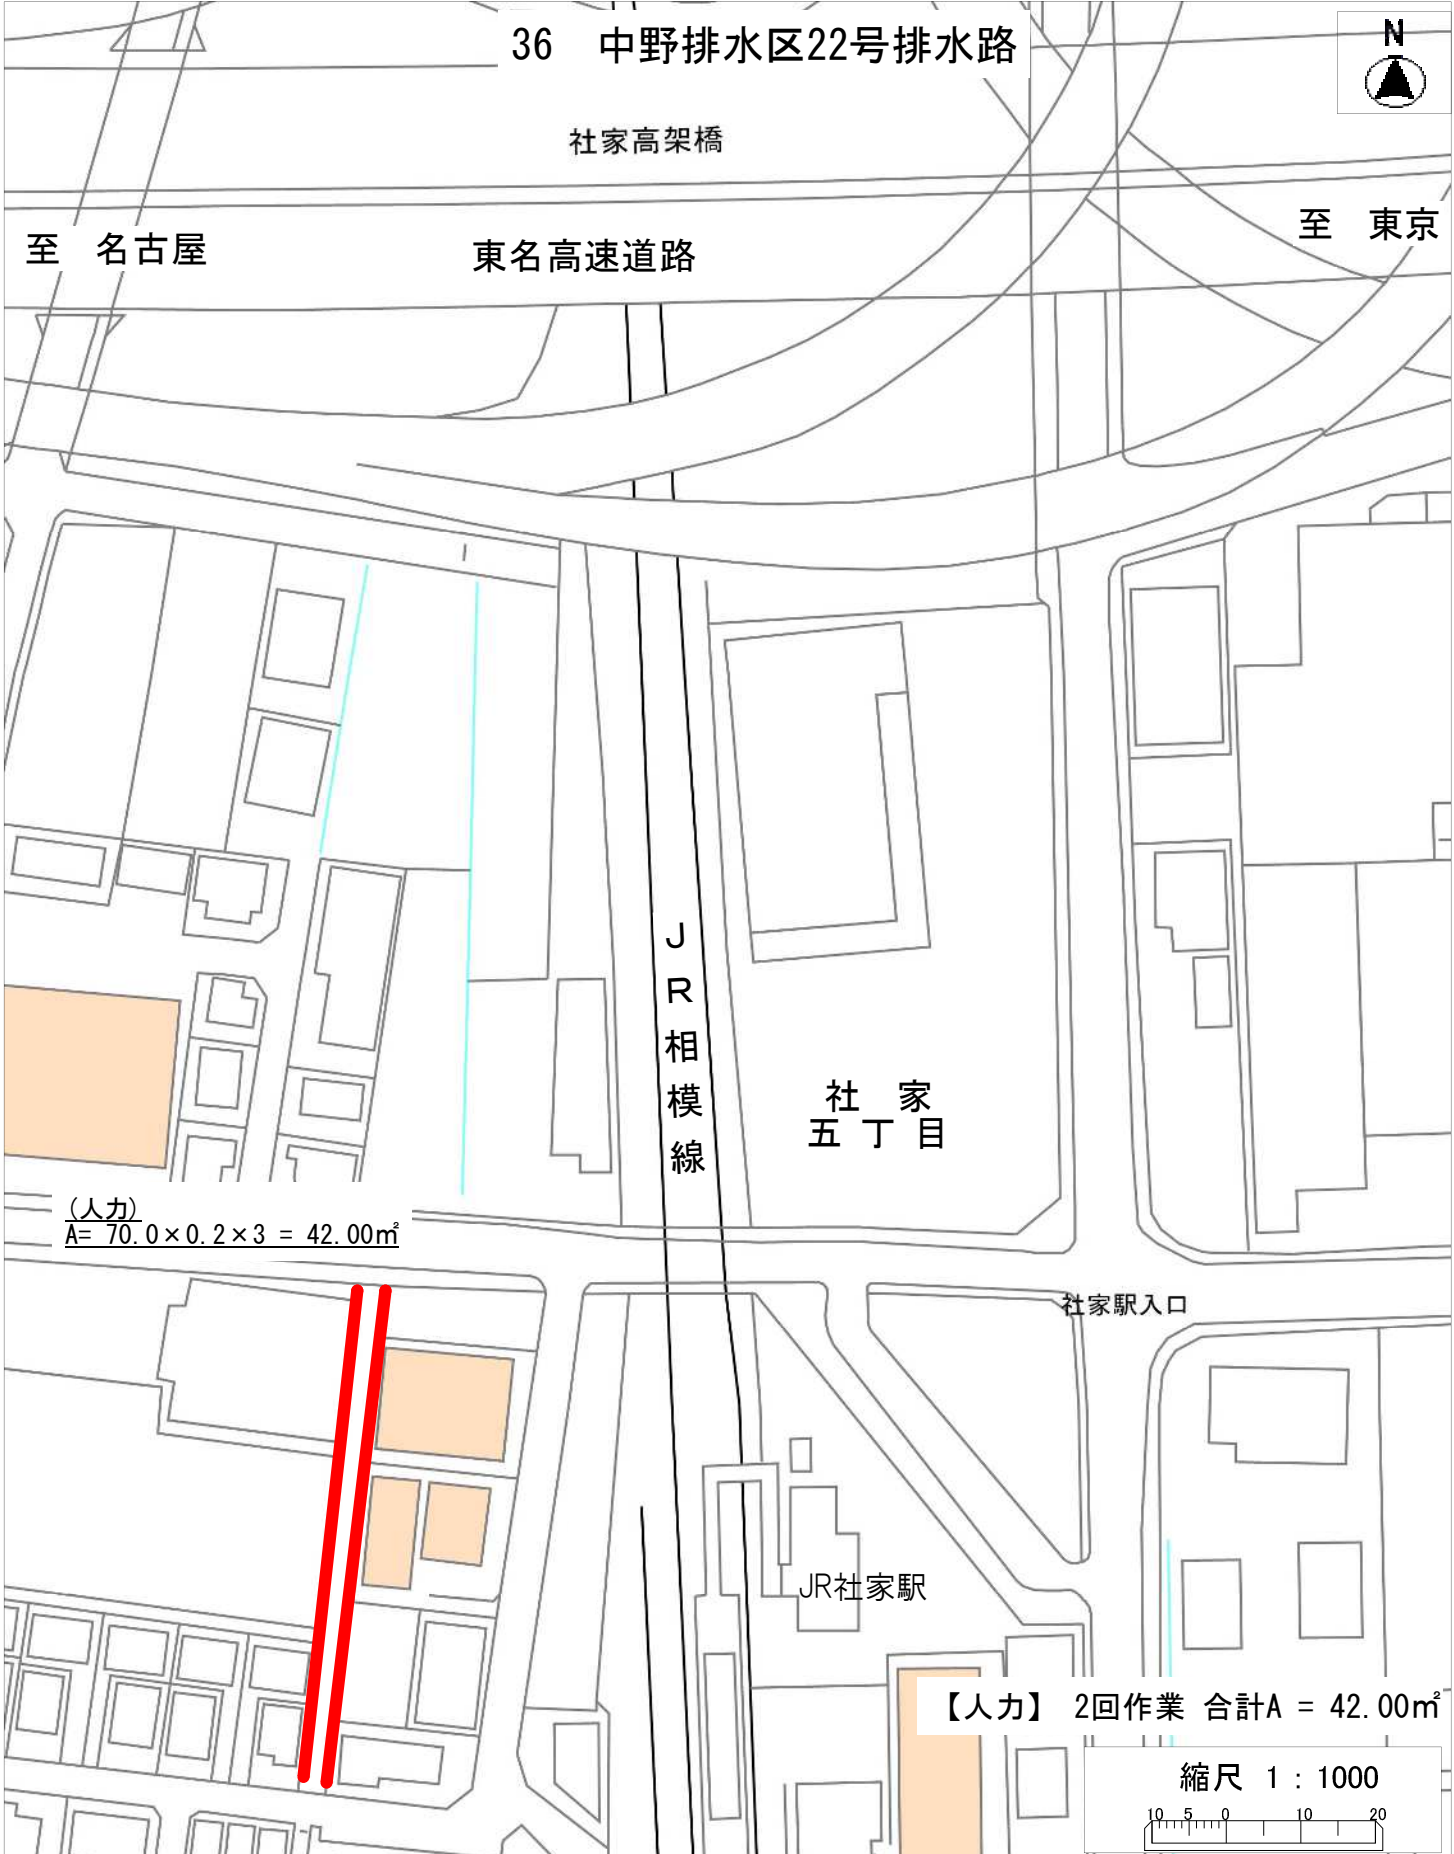 36　中野排水区22号排水路
N
社家高架橋
至　名古屋
東名高速道路
至　東京
JR相模線
社　家
五 丁 目
(人力)
A= 70.0×0.2×3 = 42.00㎡
社家駅入口
JR社家駅
【人力】 2回作業 合計A = 42.00㎡
縮尺 1 : 1000
10 5 0 10 20